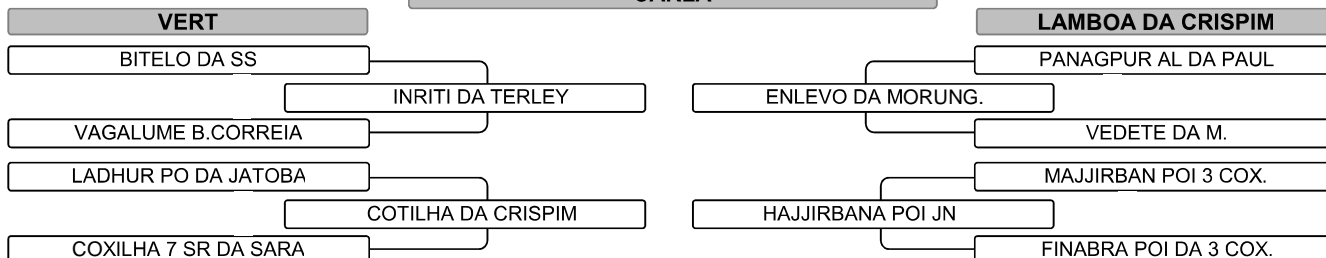 VERT
LAMBOA DA CRISPIM
BITELO DA SS
PANAGPUR AL DA PAUL
INRITI DA TERLEY
ENLEVO DA MORUNG.
VAGALUME B.CORREIA
VEDETE DA M.
LADHUR PO DA JATOBA
MAJJIRBAN POI 3 COX.
COTILHA DA CRISPIM
HAJJIRBANA POI JN
COXILHA 7 SR DA SARA
FINABRA POI DA 3 COX.